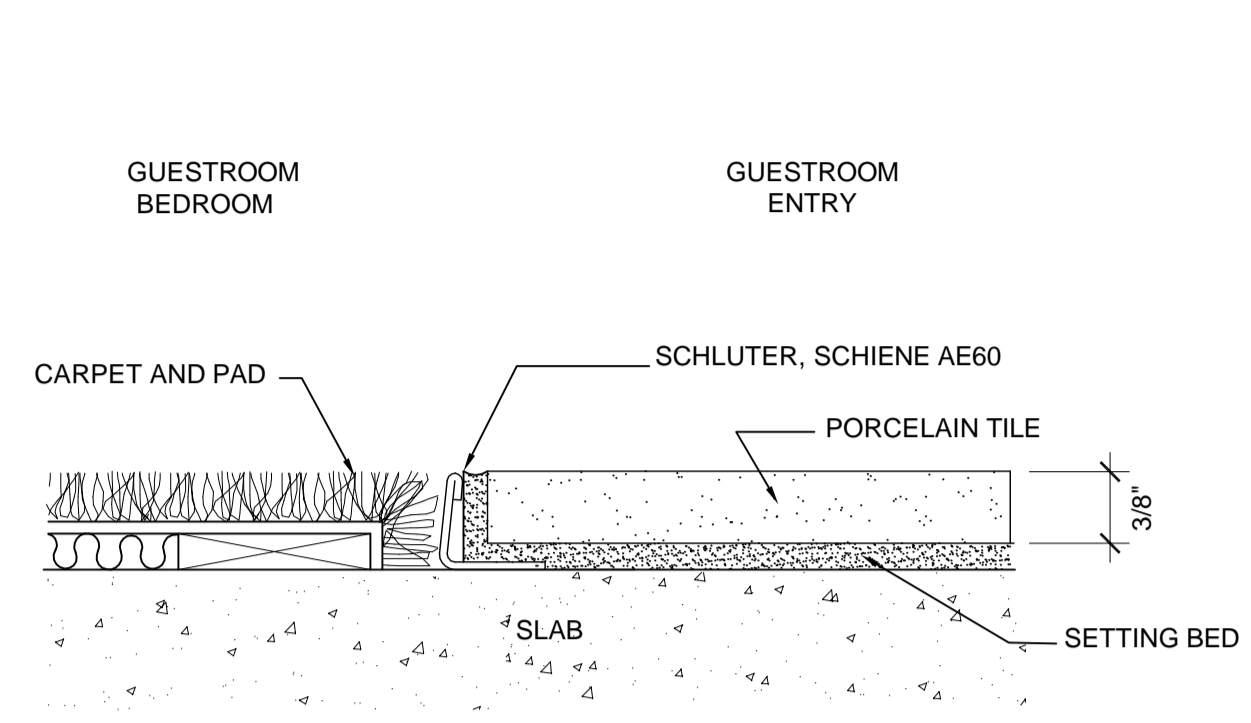 GUESTROOM
BEDROOM
GUESTROOM
ENTRY
CARPET AND PAD
SCHLUTER, SCHIENE AE60
PORCELAIN TILE
3/8"
SLAB
SETTING BED